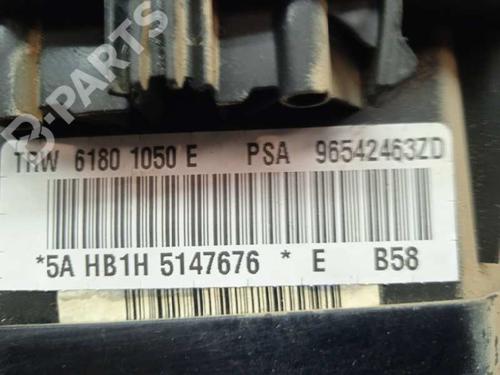 B-PARTS
TRW 6180 1050 E PSA 96542463ZD
*5A HB1H 5147676 * E B58